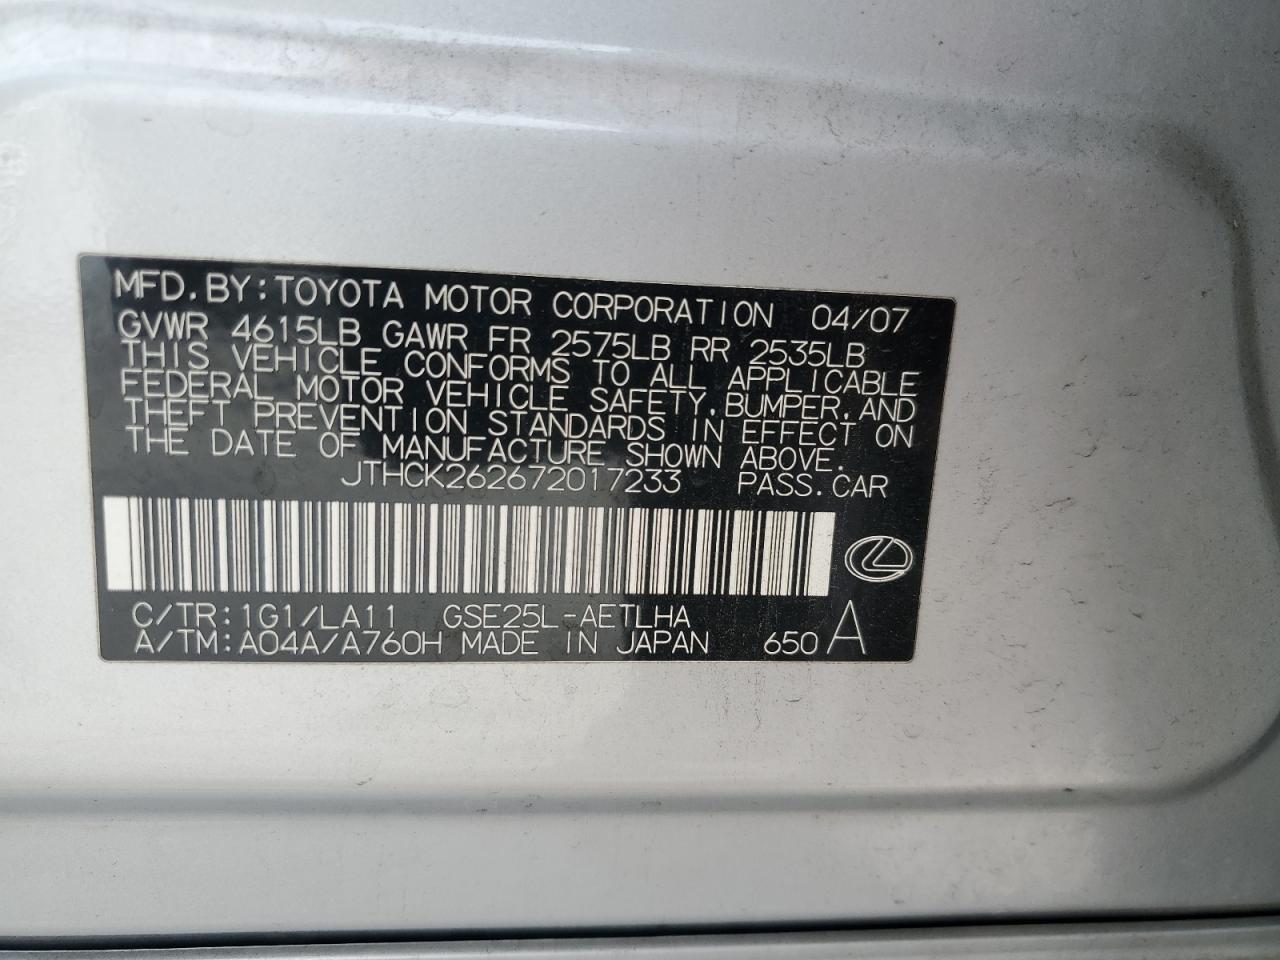 MFD.BY:TOYOTA MOTOR CORPORATION 04/07
GVWR 4615LB GAWR FR 2575LB RR 2535LB
THIS VEHICLE CONFORMS TO ALL APPLICABLE
FEDERAL MOTOR VEHICLE SAFETY,BUMPER,AND
THEFT PREVENTION STANDARDS IN EFFECT ON
THE DATE OF MANUFACTURE SHOWN ABOVE.
JTHCK262672017233 PASS.CAR
C/TR:1G1/LA11 GSE25L-AETLHA
A/TM:A04A/A760H MADE IN JAPAN 650 A